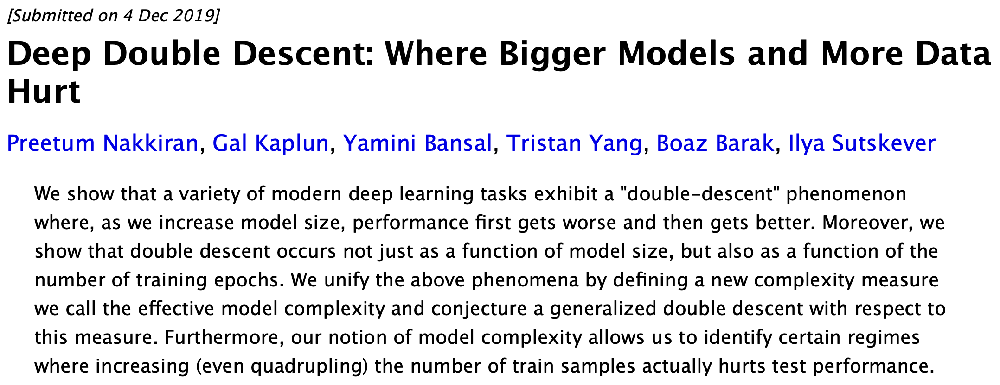 [Submitted on 4 Dec 2019]
Deep Double Descent: Where Bigger Models and More Data
Hurt
Preetum Nakkiran, Gal Kaplun, Yamini Bansal, Tristan Yang, Boaz Barak, Ilya Sutskever
We show that a variety of modern deep learning tasks exhibit a "double-descent" phenomenon
where, as we increase model size, performance first gets worse and then gets better. Moreover, we
show that double descent occurs not just as a function of model size, but also as a function of the
number of training epochs. We unify the above phenomena by defining a new complexity measure
we call the effective model complexity and conjecture a generalized double descent with respect to
this measure. Furthermore, our notion of model complexity allows us to identify certain regimes
where increasing (even quadrupling) the number of train samples actually hurts test performance.